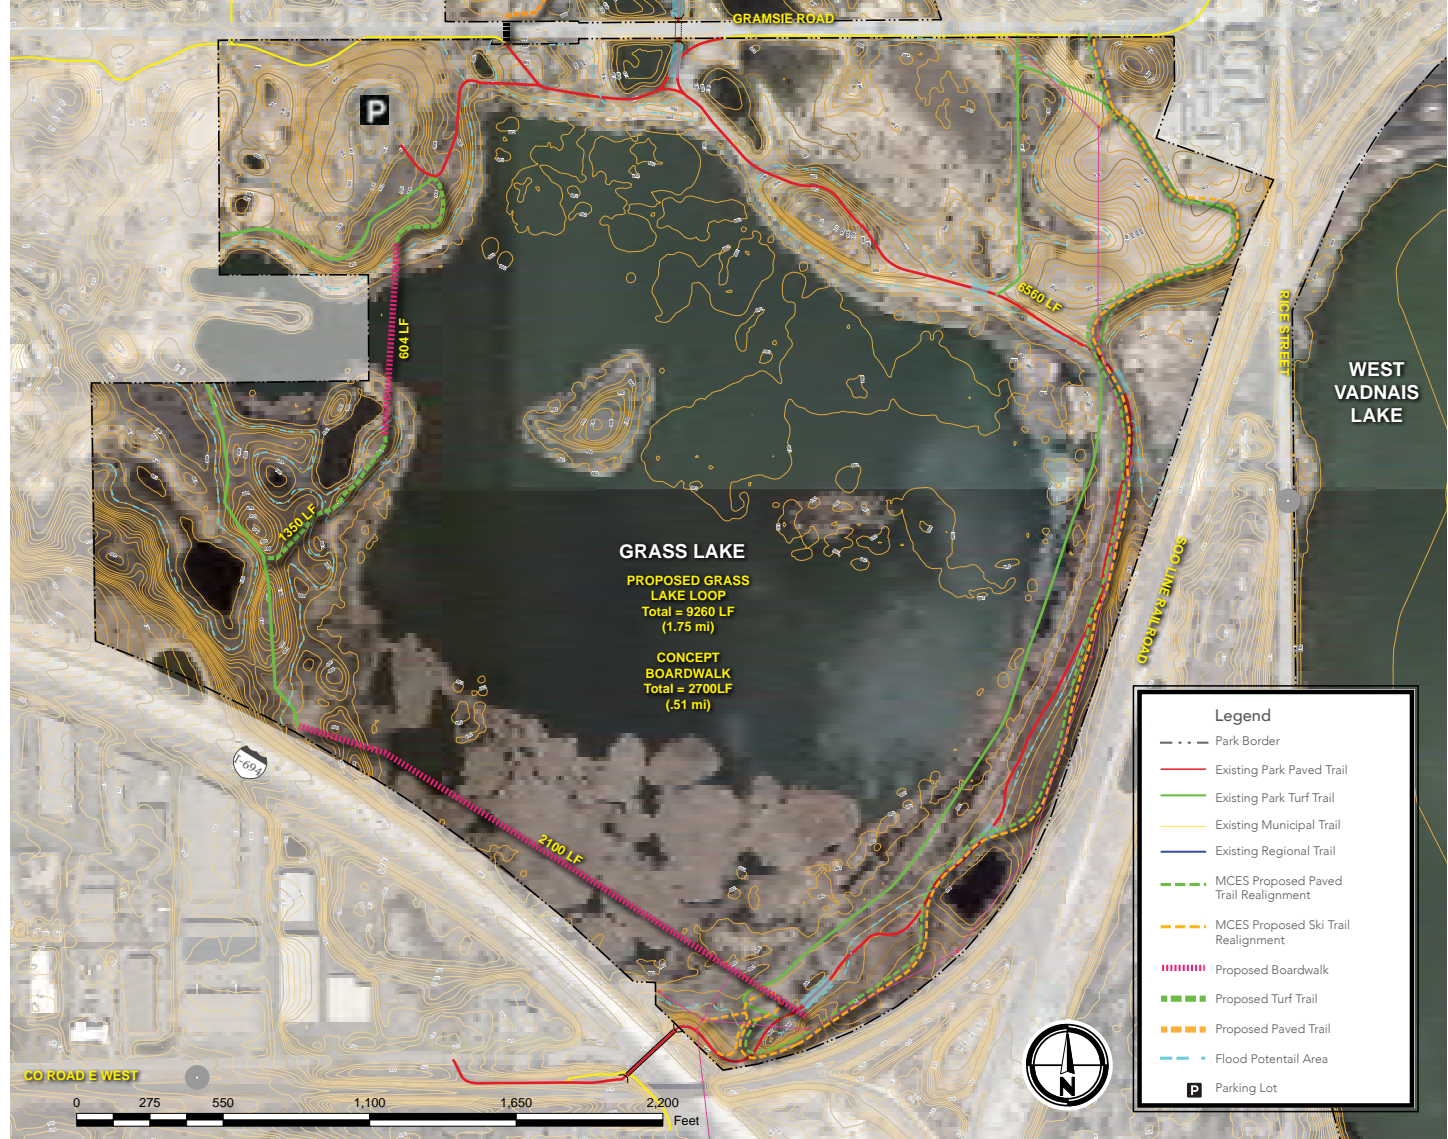 GRAMSIE ROAD
P
604 LF
6560 LF
RICE STREET
WEST
VADNAIS
LAKE
1350 LF
GRASS LAKE
PROPOSED GRASS
LAKE LOOP
Total = 9260 LF
(1.75 mi)
CONCEPT
BOARDWALK
Total = 2700LF
(.51 mi)
SOO LINE RAILROAD
I-694
2100 LF
Legend
Park Border
Existing Park Paved Trail
Existing Park Turf Trail
Existing Municipal Trail
Existing Regional Trail
MCES Proposed Paved
Trail Realignment
MCES Proposed Ski Trail
Realignment
Proposed Boardwalk
Proposed Turf Trail
Proposed Paved Trail
Flood Potentail Area
P Parking Lot
N
CO ROAD E WEST
0 275 550 1,100 1,650 2,200
Feet